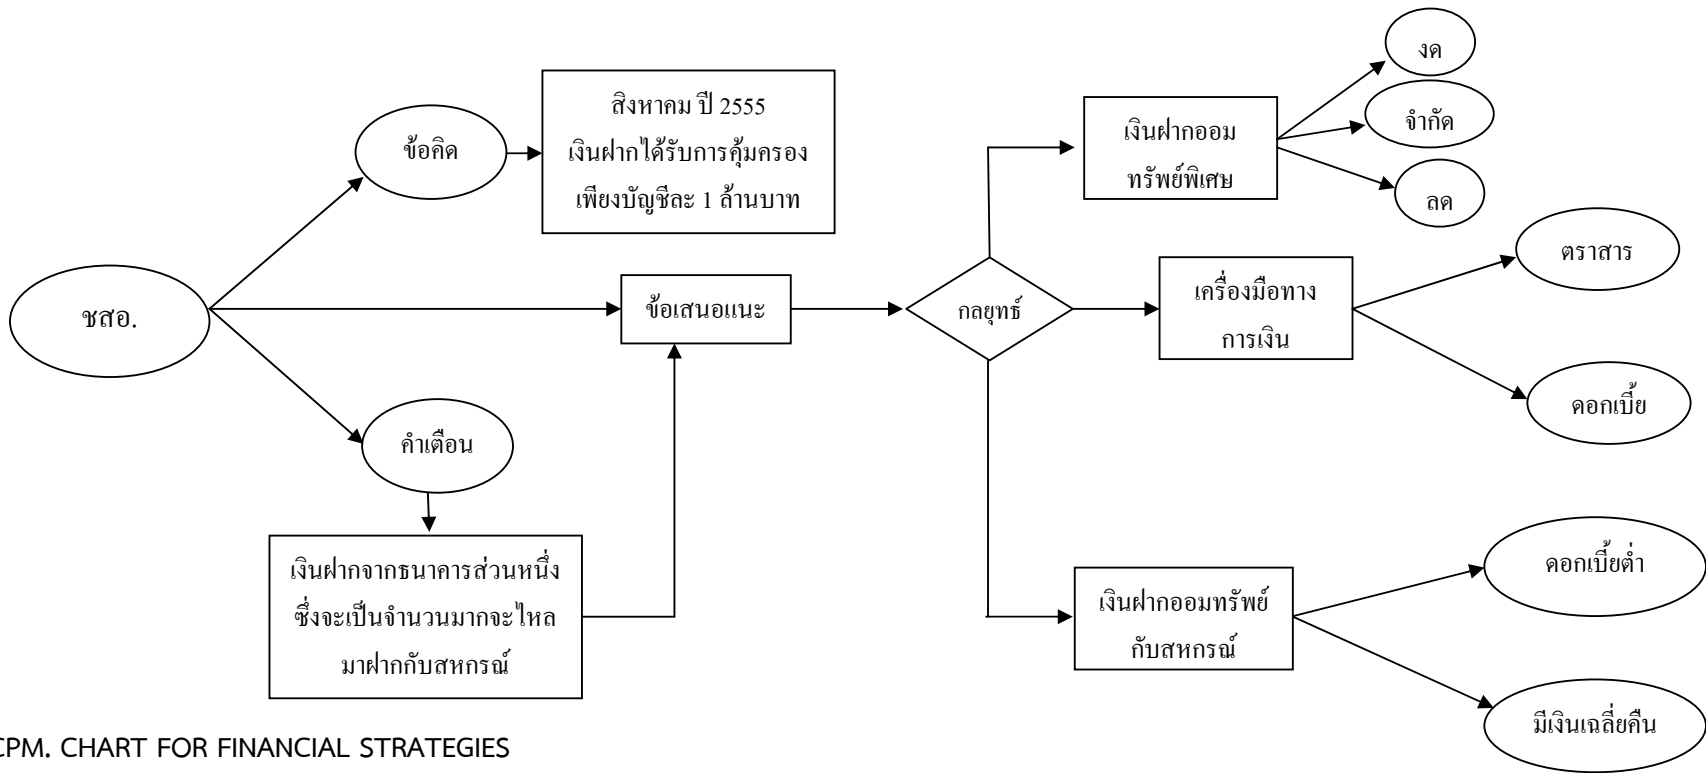 งด
สิงหาคม ปี 2555
เงินฝากได้รับการคุ้มครอง
เพียงบัญชีละ 1 ล้านบาท
ข้อคิด
เงินฝากออม
ทรัพย์พิเศษ
จำกัด
ลด
ตราสาร
ชสอ.
ข้อเสนอแนะ
กลยุทธ์
เครื่องมือทาง
การเงิน
ดอกเบี้ย
คำเตือน
เงินฝากจากธนาคารส่วนหนึ่ง
ซึ่งจะเป็นจำนวนมากจะไหล
มาฝากกับสหกรณ์
เงินฝากออมทรัพย์
กับสหกรณ์
ดอกเบี้ยต่ำ
มีเงินเฉลี่ยคืน
CPM. CHART FOR FINANCIAL STRATEGIES